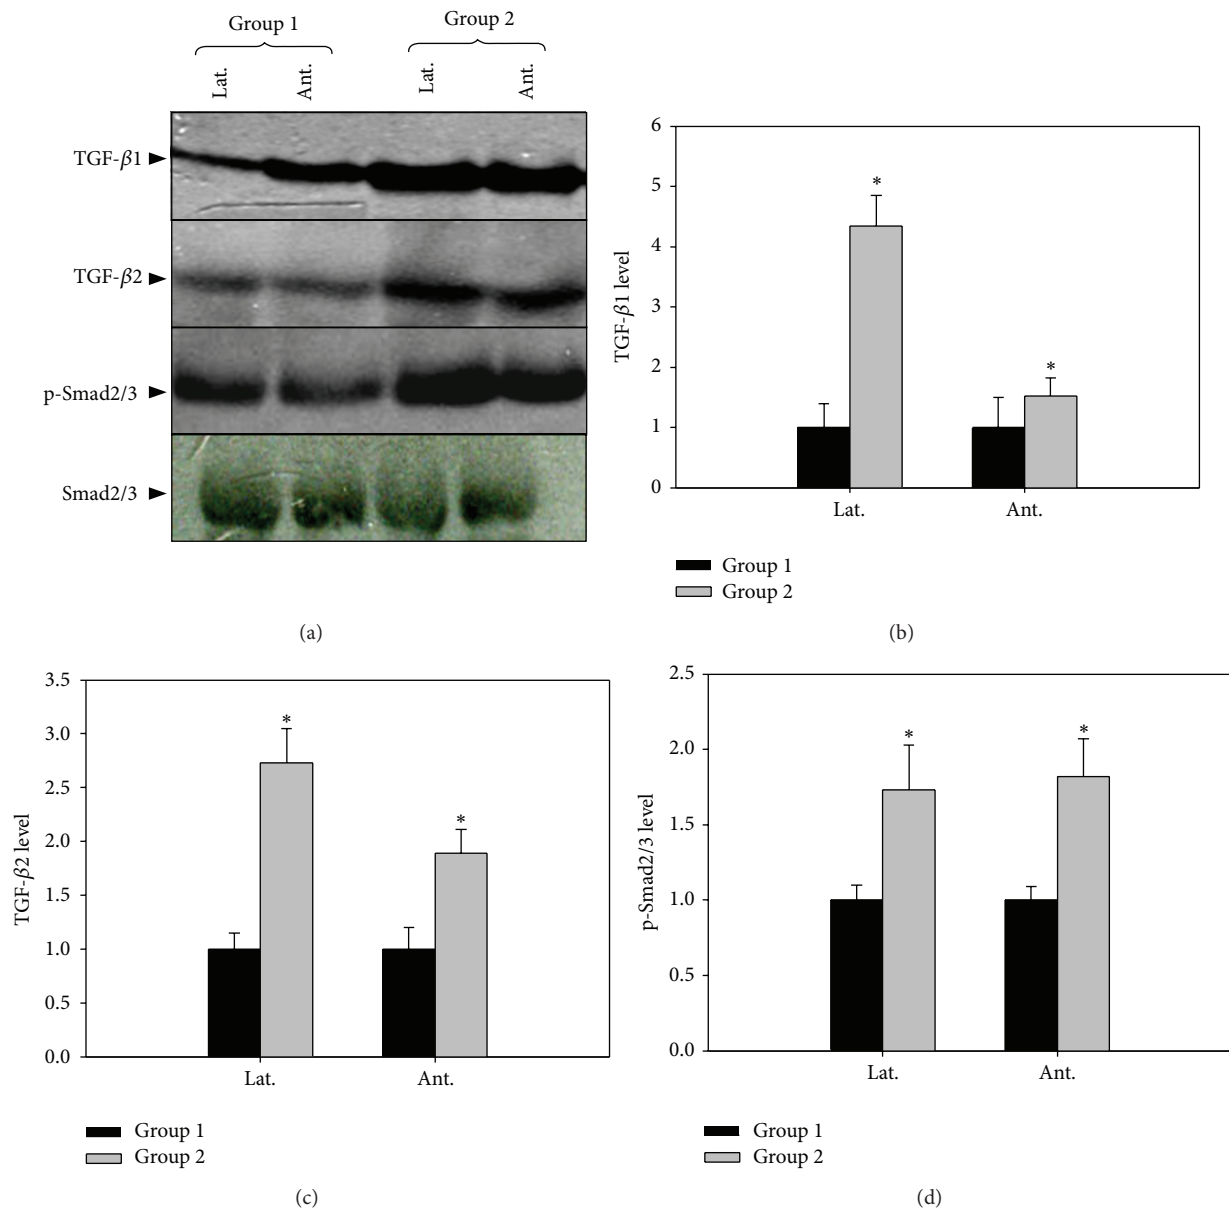 Group 1
Group 2
Lat.
Ant.
Lat.
Ant.
TGF-β1
TGF-β2
p-Smad2/3
Smad2/3
(a)
6
5
4
3
2
1
0
TGF-β1 level
*
*
Lat.
Ant.
Group 1
Group 2
(b)
3.5
3.0
2.5
2.0
1.5
1.0
0.5
0.0
TGF-β2 level
*
*
Lat.
Ant.
Group 1
Group 2
(c)
2.5
2.0
1.5
1.0
0.5
0.0
p-Smad2/3 level
*
*
Lat.
Ant.
Group 1
Group 2
(d)